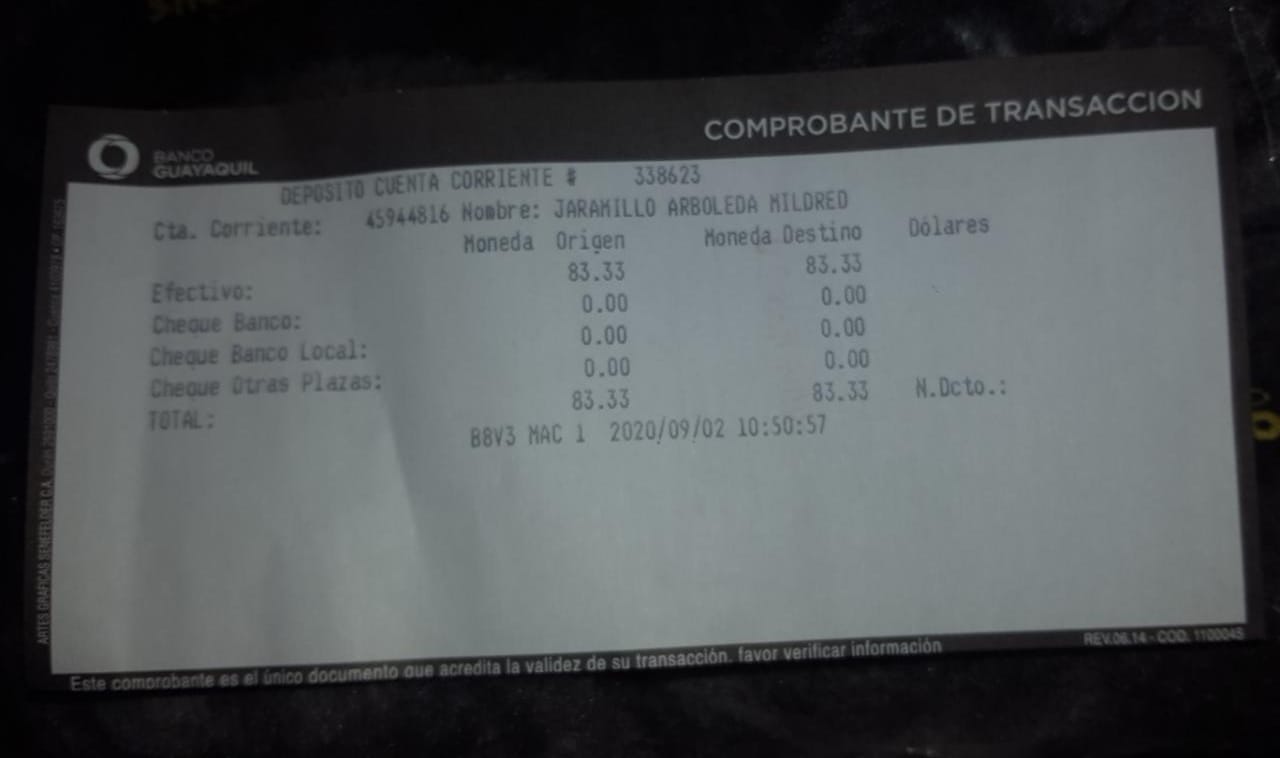 COMPROBANTE DE TRANSACCION
BANCO
GUAYAQUIL
DEPOSITO CUENTA CORRIENTE # 338623
Cta. Corriente: 45944816 Nombre: JARAMILLO ARBOLEDA MILDRED
Moneda Origen Moneda Destino Dólares
Efectivo: 83.33 83.33
Cheque Banco: 0.00 0.00
Cheque Banco Local: 0.00 0.00
Cheque Otras Plazas: 0.00 0.00
TOTAL: 83.33 83.33 N.Dcto.:
B8V3 MAC 1 2020/09/02 10:50:57
ARTES GRAFICAS SENEFELDER C.A.
Este comprobante es el único documento que acredita la validez de su transacción, favor verificar información
REV.06.14 - COD. 1100043